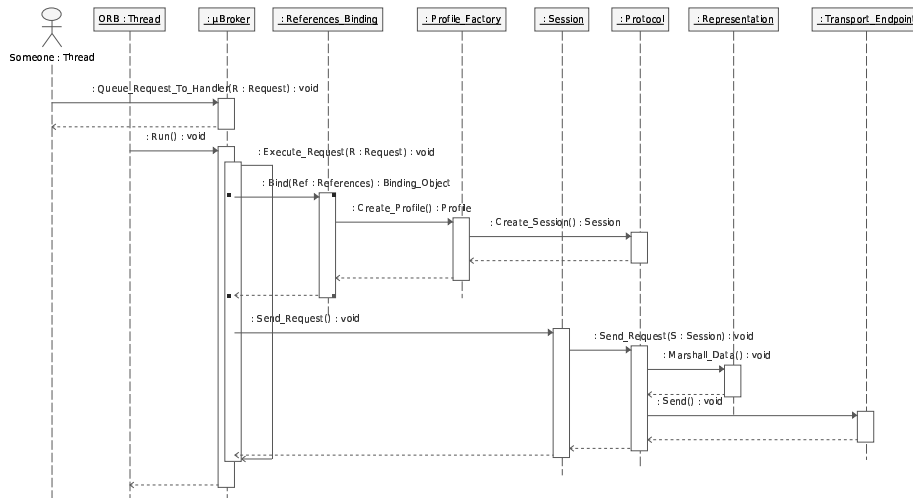 ORB : Thread
: µBroker
: References_Binding
: Profile_Factory
: Session
: Protocol
: Representation
: Transport_Endpoint
Someone : Thread
: Queue_Request_To_Handler(R : Request) : void
: Run() : void
: Execute_Request(R : Request) : void
: Bind(Ref : References) : Binding_Object
: Create_Profile() : Profile
: Create_Session() : Session
: Send_Request() : void
: Send_Request(S : Session) : void
: Marshall_Data() : void
: Send() : void